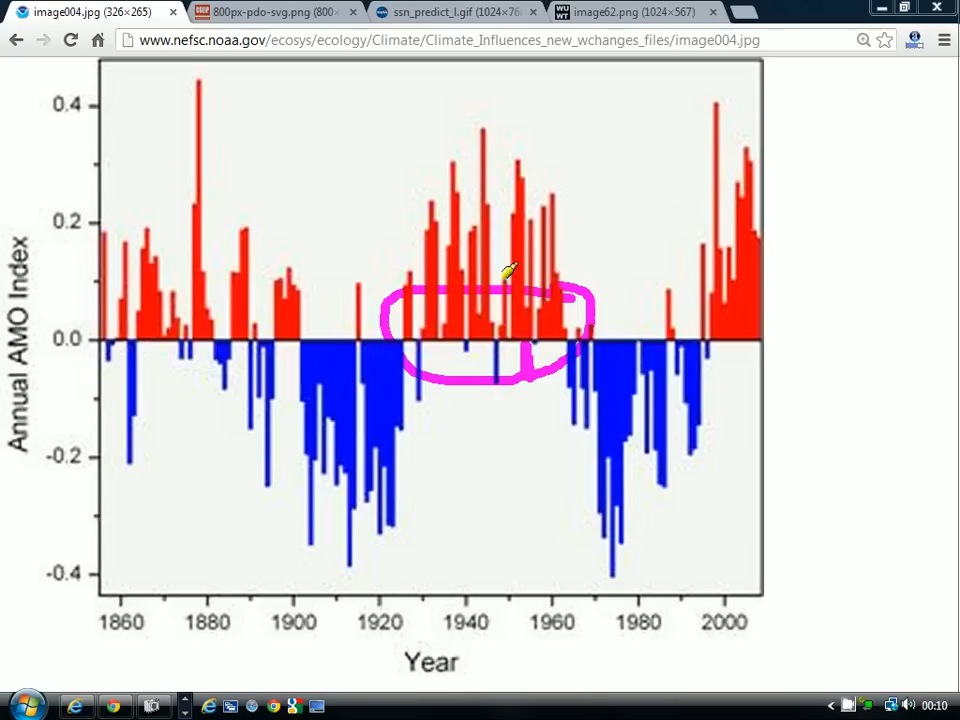 image004.jpg (326×265)
800px-pdo-svg.png (800×
ssn_predict_l.gif (1024×76
image62.png (1024×567)
www.nefsc.noaa.gov/ecosys/ecology/Climate/Climate_Influences_new_wchanges_files/image004.jpg
0.4
0.2
0.0
-0.2
-0.4
Annual AMO Index
1860 1880 1900 1920 1940 1960 1980 2000
Year
00:10